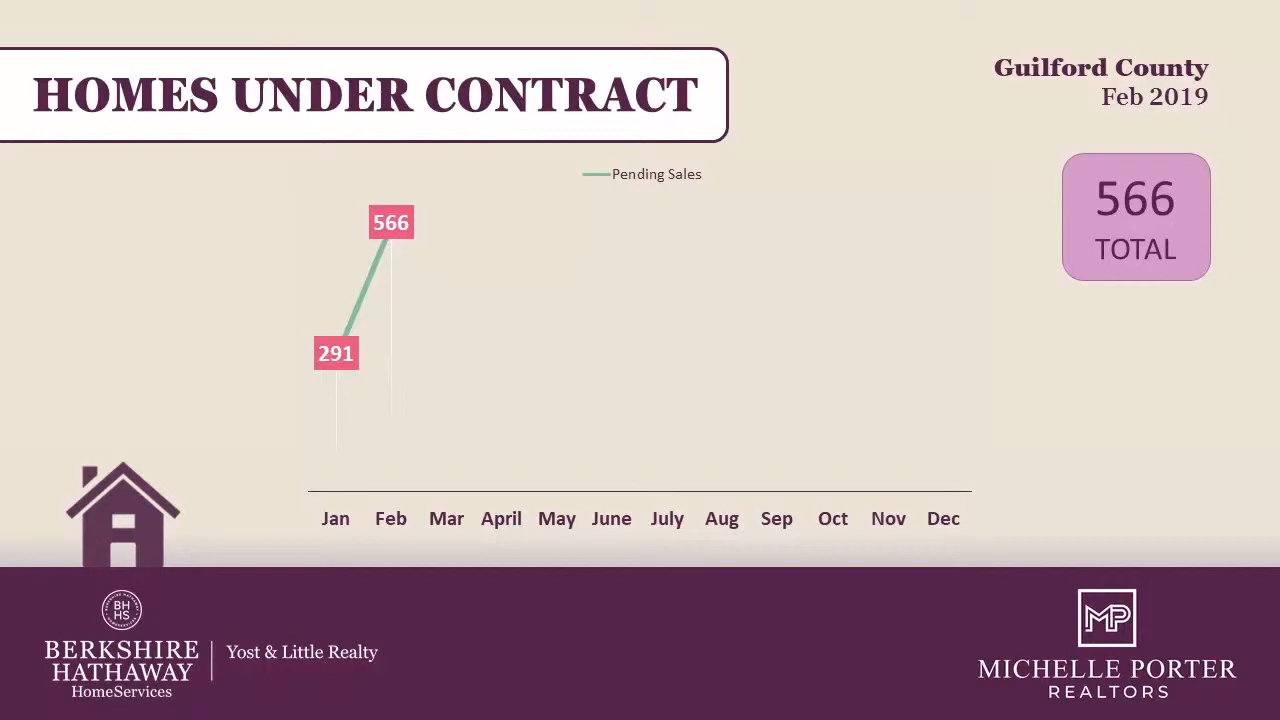 HOMES UNDER CONTRACT
Guilford County
Feb 2019
Pending Sales
566
TOTAL
566
291
Jan Feb Mar April May June July Aug Sep Oct Nov Dec
BH
HS
BERKSHIRE
HATHAWAY
HomeServices
Yost & Little Realty
MP
MICHELLE PORTER
REALTORS